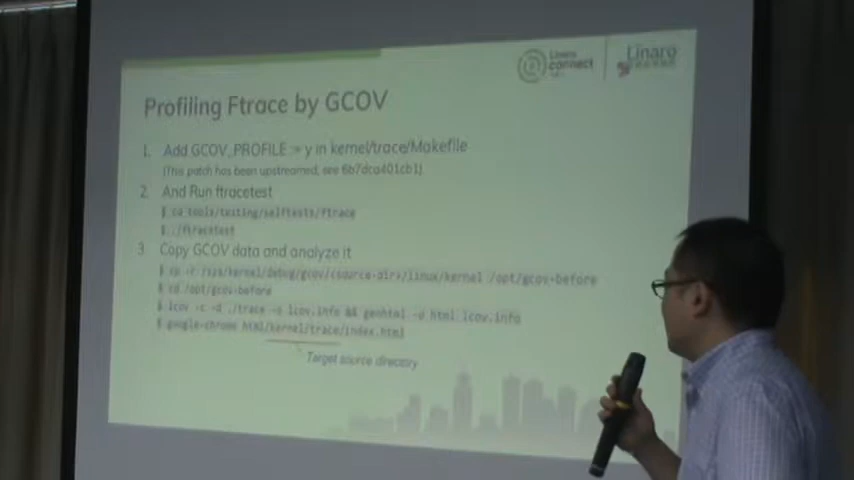 Linaro
connect
Linaro
Profiling Ftrace by GCOV
1. Add GCOV_PROFILE := y in kernel/trace/Makefile
(This patch has been upstreamed, see 6b7dca401cb1)
2. And Run ftracetest
$ cd tools/testing/selftests/ftrace
$ ./ftracetest
3. Copy GCOV data and analyze it
$ cp -r /sys/kernel/debug/gcov/<source-dir>/linux/kernel /opt/gcov-before
$ cd /opt/gcov-before
$ lcov -c -d ./trace -o lcov.info && genhtml -o html lcov.info
$ google-chrome html/kernel/trace/index.html
Target source directory